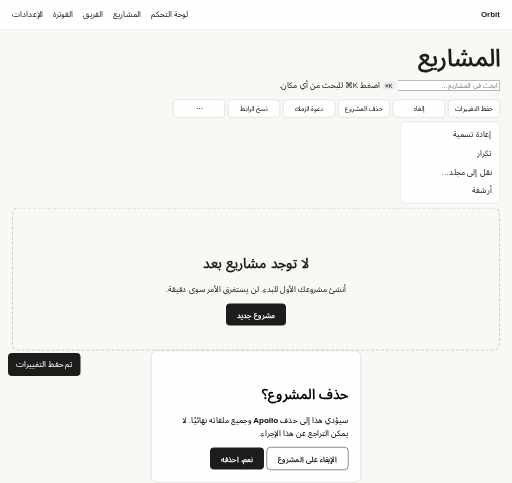 Orbit
لوحة التحكم
المشاريع
الفريق
الفوترة
الإعدادات
المشاريع
ابحث في المشاريع...
⌘K
اضغط ⌘K للبحث من أي مكان.
حفظ التغييرات
إلغاء
حذف المشروع
دعوة الزملاء
نسخ الرابط
...
إعادة تسمية
تكرار
نقل إلى مجلد...
أرشفة
لا توجد مشاريع بعد
أنشئ مشروعك الأول للبدء. لن يستغرق الأمر سوى دقيقة.
مشروع جديد
تم حفظ التغييرات
حذف المشروع؟
سيؤدي هذا إلى حذف Apollo وجميع ملفاته نهائيًا. لا
يمكن التراجع عن هذا الإجراء.
الإبقاء على المشروع
نعم، احذفه